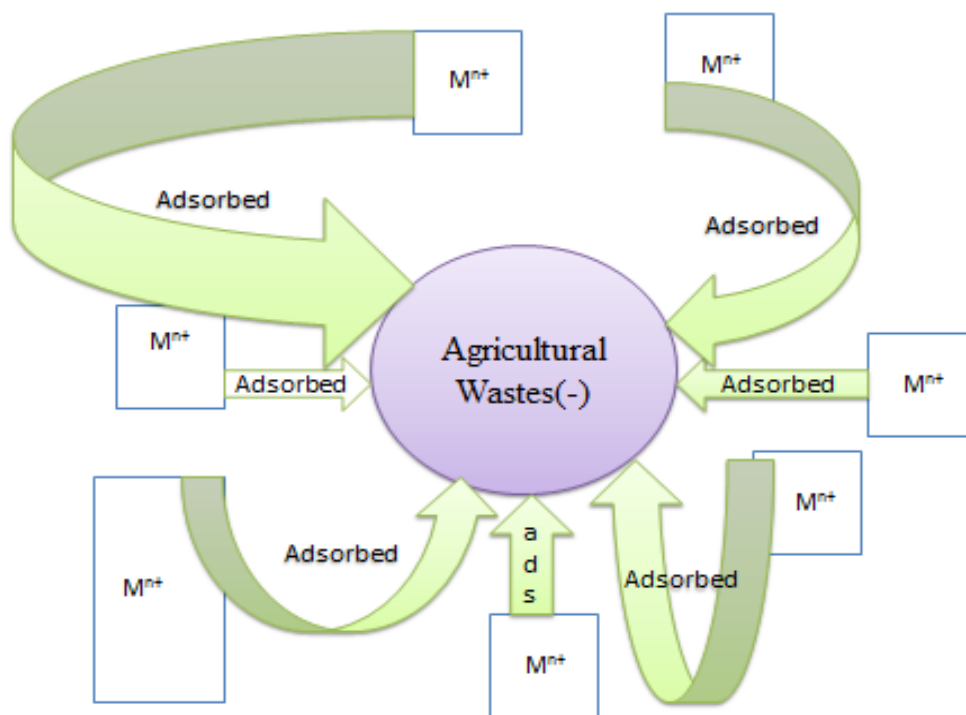 Mⁿ⁺
Mⁿ⁺
Adsorbed
Adsorbed
Mⁿ⁺
Adsorbed
Agricultural
Wastes(-)
Adsorbed
Mⁿ⁺
Mⁿ⁺
Adsorbed
Mⁿ⁺
a
d
s
Adsorbed
Mⁿ⁺